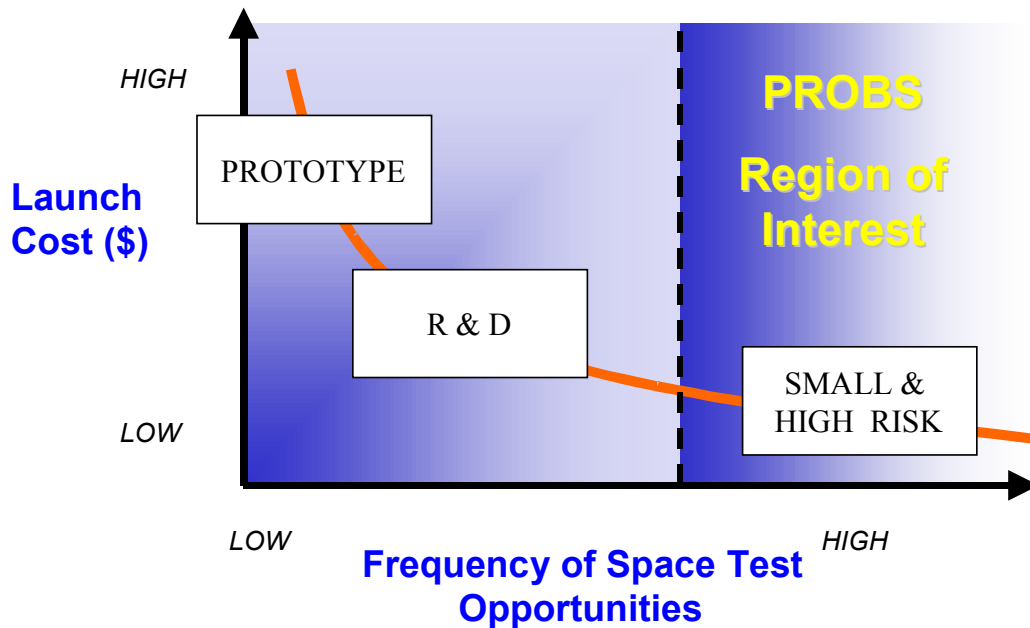 HIGH
PROBS
PROTOTYPE
Region of
Interest
Launch
Cost ($)
R & D
SMALL &
HIGH RISK
LOW
LOW
HIGH
Frequency of Space Test
Opportunities